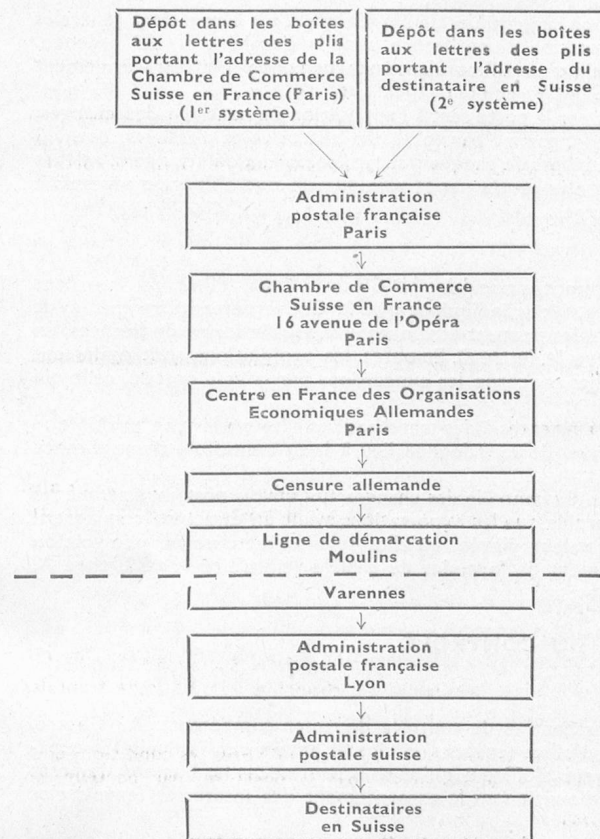 Dépôt dans les boîtes
aux lettres des plis
portant l’adresse de la
Chambre de Commerce
Suisse en France (Paris)
(1er système)
Dépôt dans les boîtes
aux lettres des plis
portant l’adresse du
destinataire en Suisse
(2e système)
Administration
postale française
Paris
Chambre de Commerce
Suisse en France
16 avenue de l’Opéra
Paris
Centre en France des Organisations
Economiques Allemandes
Paris
Censure allemande
Ligne de démarcation
Moulins
Varennes
Administration
postale française
Lyon
Administration
postale suisse
Destinataires
en Suisse